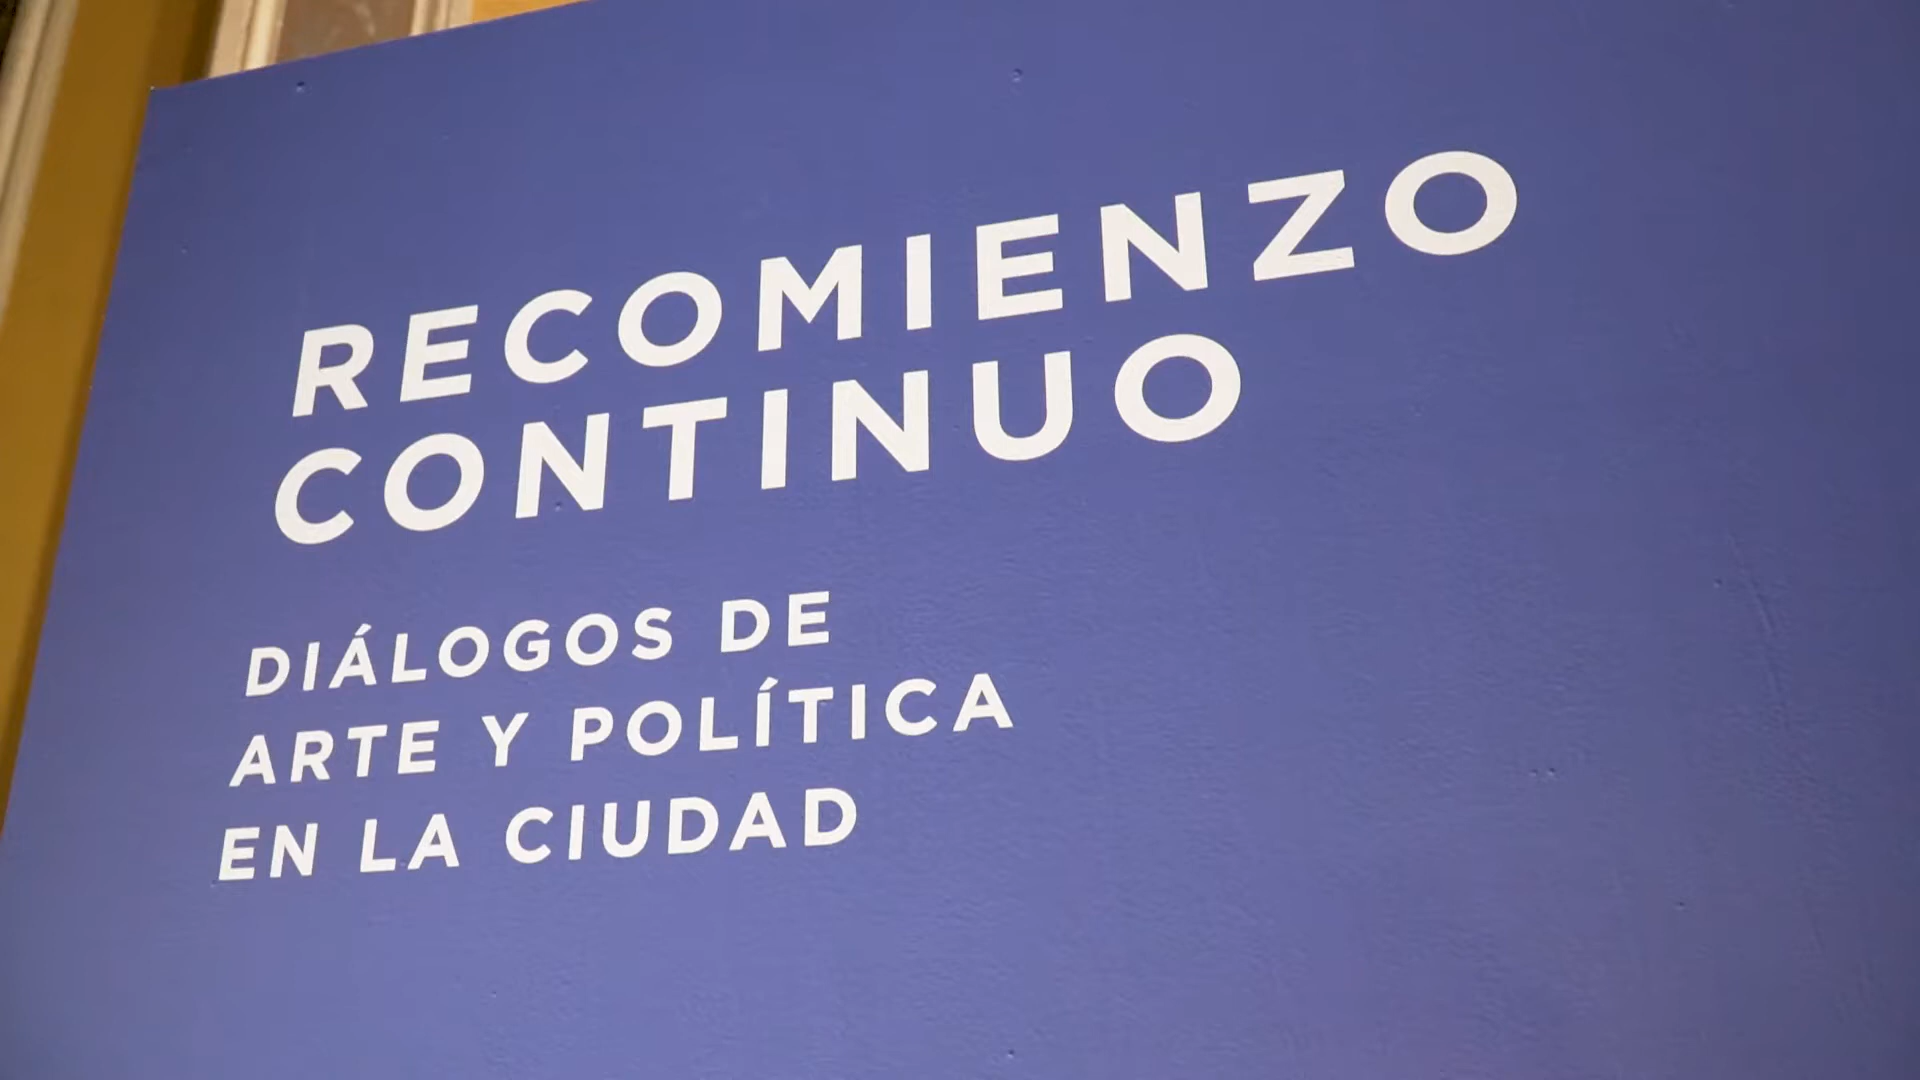 RECOMIENZO
CONTINUO
DIÁLOGOS DE
ARTE Y POLÍTICA
EN LA CIUDAD